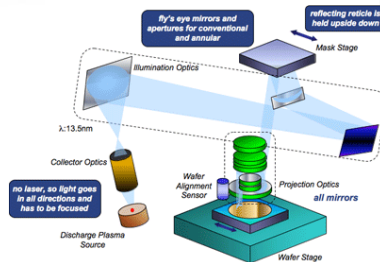 fly's eye mirrors and
apertures for conventional
and annular
reflecting reticle is
held upside down
Mask Stage
Illumination Optics
λ:13.5nm
Collector Optics
no laser, so light goes
in all directions and
has to be focused
Wafer
Alignment
Sensor
Projection Optics
all mirrors
Discharge Plasma
Source
Wafer Stage